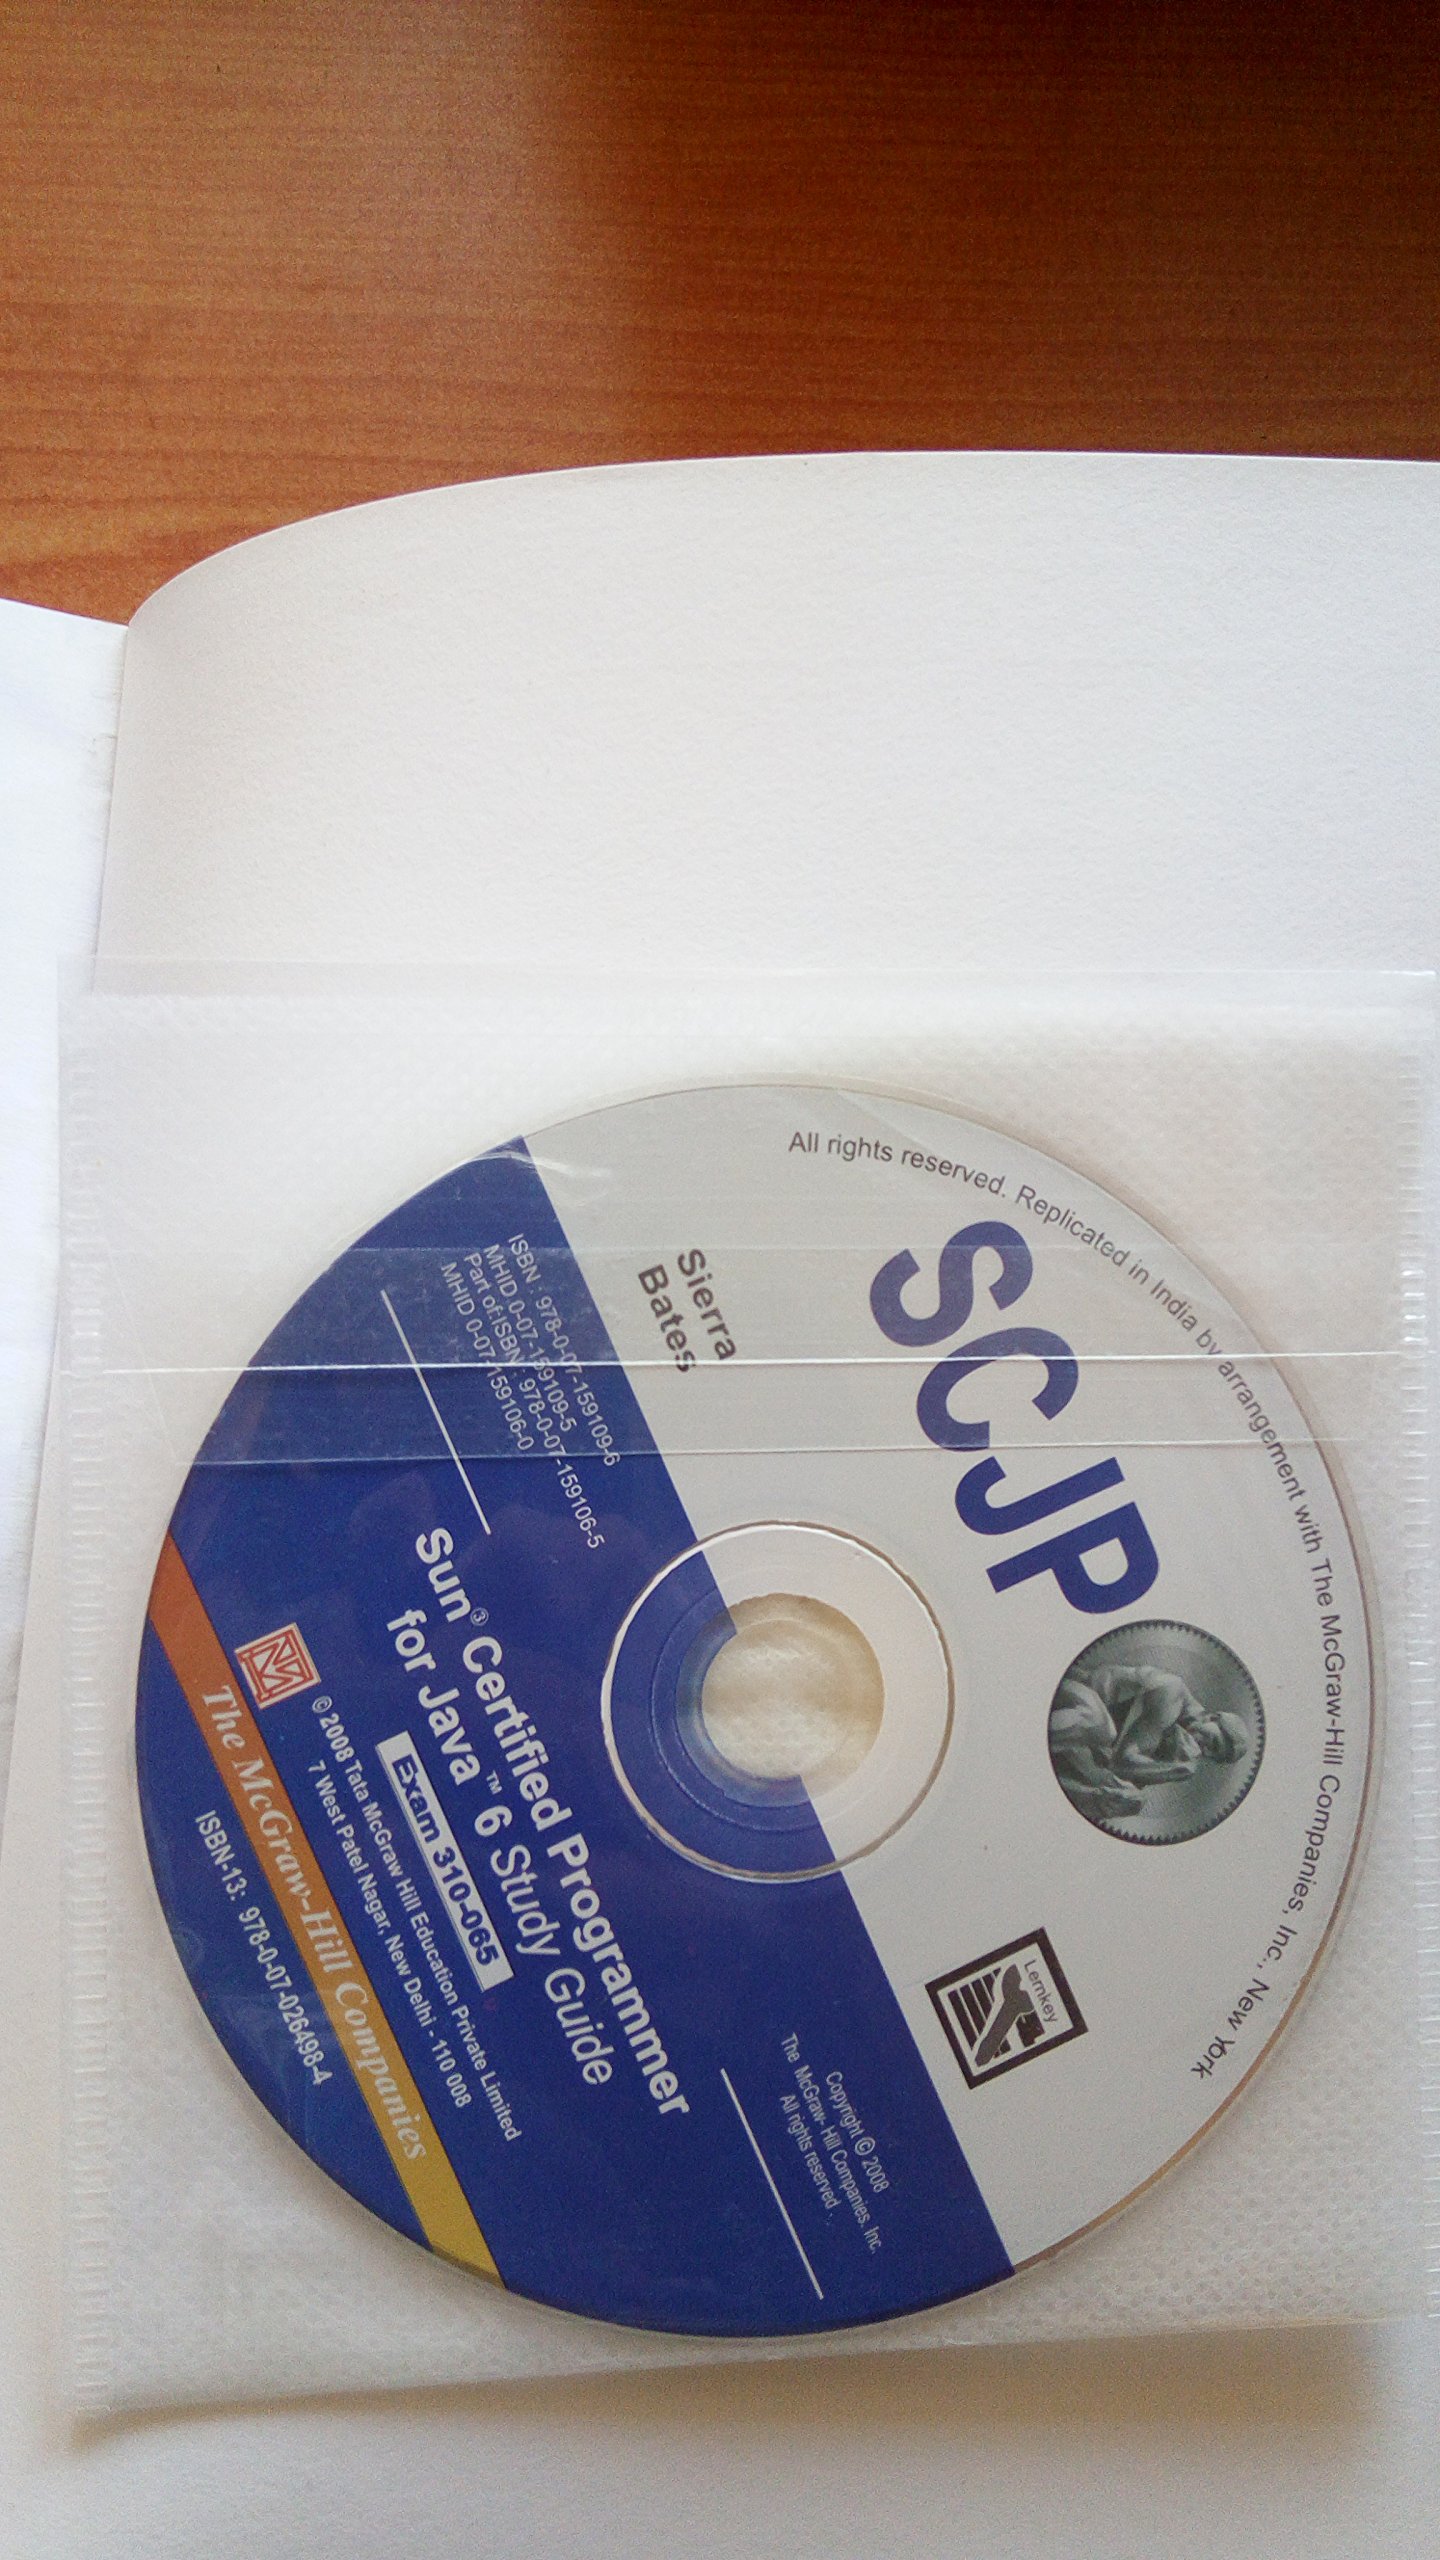 All rights reserved. Replicated in India by arrangement with The McGraw-Hill Companies, Inc., New York
SCJP
Sierra
Bates
Lernkey
ISBN : 978-0-07-159109-6
MHID 0-07-159109-5
Part of:ISBN: 978-0-07-159106-5
MHID 0-07-159106-0
Copyright © 2008
The McGraw-Hill Companies, Inc.
All rights reserved
Sun® Certified Programmer
for Java™ 6 Study Guide
Exam 310-065
© 2008 Tata McGraw Hill Education Private Limited
7 West Patel Nagar, New Delhi - 110 008
The McGraw-Hill Companies
ISBN-13: 978-0-07-026498-4